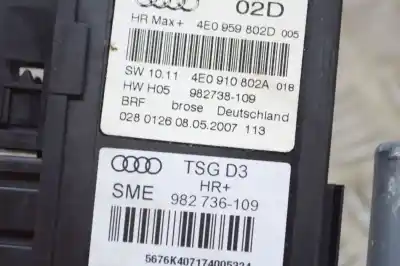 02D
HR Max+ 4E0 959 802D 005
SW 10.11 4E0 910 802A 018
HW H05 982738-109
BRF brose Deutschland
028 0126 08.05.2007 113
TSG D3
HR+
SME 982 736-109
5676K407174005324